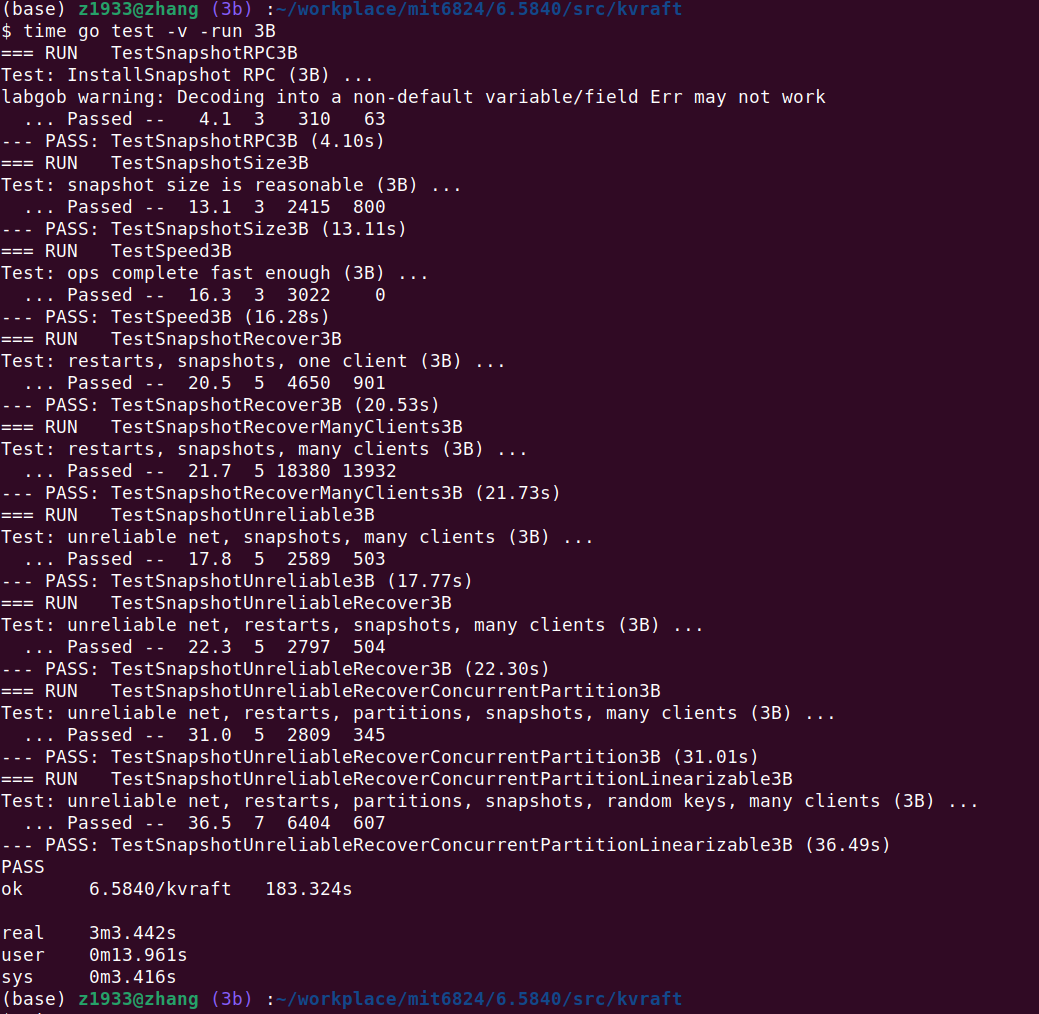 (base) z1933@zhang (3b) :~/workplace/mit6824/6.5840/src/kvraft
$ time go test -v -run 3B
=== RUN   TestSnapshotRPC3B
Test: InstallSnapshot RPC (3B) ...
labgob warning: Decoding into a non-default variable/field Err may not work
  ... Passed --   4.1  3   310   63
--- PASS: TestSnapshotRPC3B (4.10s)
=== RUN   TestSnapshotSize3B
Test: snapshot size is reasonable (3B) ...
  ... Passed --  13.1  3  2415  800
--- PASS: TestSnapshotSize3B (13.11s)
=== RUN   TestSpeed3B
Test: ops complete fast enough (3B) ...
  ... Passed --  16.3  3  3022    0
--- PASS: TestSpeed3B (16.28s)
=== RUN   TestSnapshotRecover3B
Test: restarts, snapshots, one client (3B) ...
  ... Passed --  20.5  5  4650  901
--- PASS: TestSnapshotRecover3B (20.53s)
=== RUN   TestSnapshotRecoverManyClients3B
Test: restarts, snapshots, many clients (3B) ...
  ... Passed --  21.7  5 18380 13932
--- PASS: TestSnapshotRecoverManyClients3B (21.73s)
=== RUN   TestSnapshotUnreliable3B
Test: unreliable net, snapshots, many clients (3B) ...
  ... Passed --  17.8  5  2589  503
--- PASS: TestSnapshotUnreliable3B (17.77s)
=== RUN   TestSnapshotUnreliableRecover3B
Test: unreliable net, restarts, snapshots, many clients (3B) ...
  ... Passed --  22.3  5  2797  504
--- PASS: TestSnapshotUnreliableRecover3B (22.30s)
=== RUN   TestSnapshotUnreliableRecoverConcurrentPartition3B
Test: unreliable net, restarts, partitions, snapshots, many clients (3B) ...
  ... Passed --  31.0  5  2809  345
--- PASS: TestSnapshotUnreliableRecoverConcurrentPartition3B (31.01s)
=== RUN   TestSnapshotUnreliableRecoverConcurrentPartitionLinearizable3B
Test: unreliable net, restarts, partitions, snapshots, random keys, many clients (3B) ...
  ... Passed --  36.5  7  6404  607
--- PASS: TestSnapshotUnreliableRecoverConcurrentPartitionLinearizable3B (36.49s)
PASS
ok      6.5840/kvraft   183.324s

real    3m3.442s
user    0m13.961s
sys     0m3.416s
(base) z1933@zhang (3b) :~/workplace/mit6824/6.5840/src/kvraft